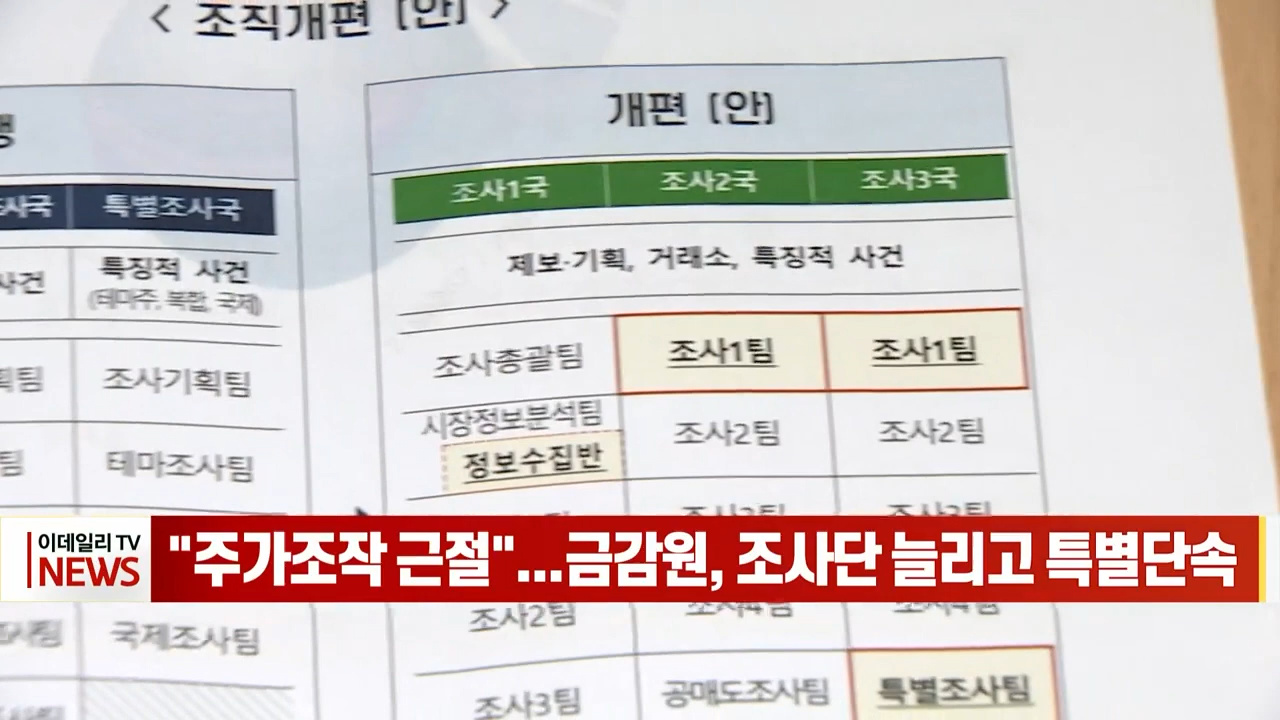 < 조직개편 (안) >
개편 (안)
특별조사국
조사1국 조사2국 조사3국
특징적 사건
(테마주, 복합, 국제)
제보·기획, 거래소, 특징적 사건
조사기획팀
조사총괄팀 조사1팀 조사1팀
시장정보분석팀
정보수집반
조사2팀 조사2팀
테마조사팀
이데일리 TV
NEWS
"주가조작 근절"...금감원, 조사단 늘리고 특별단속
조사2팀 조사4팀 조사4팀
국제조사팀
조사3팀 공매도조사팀 특별조사팀